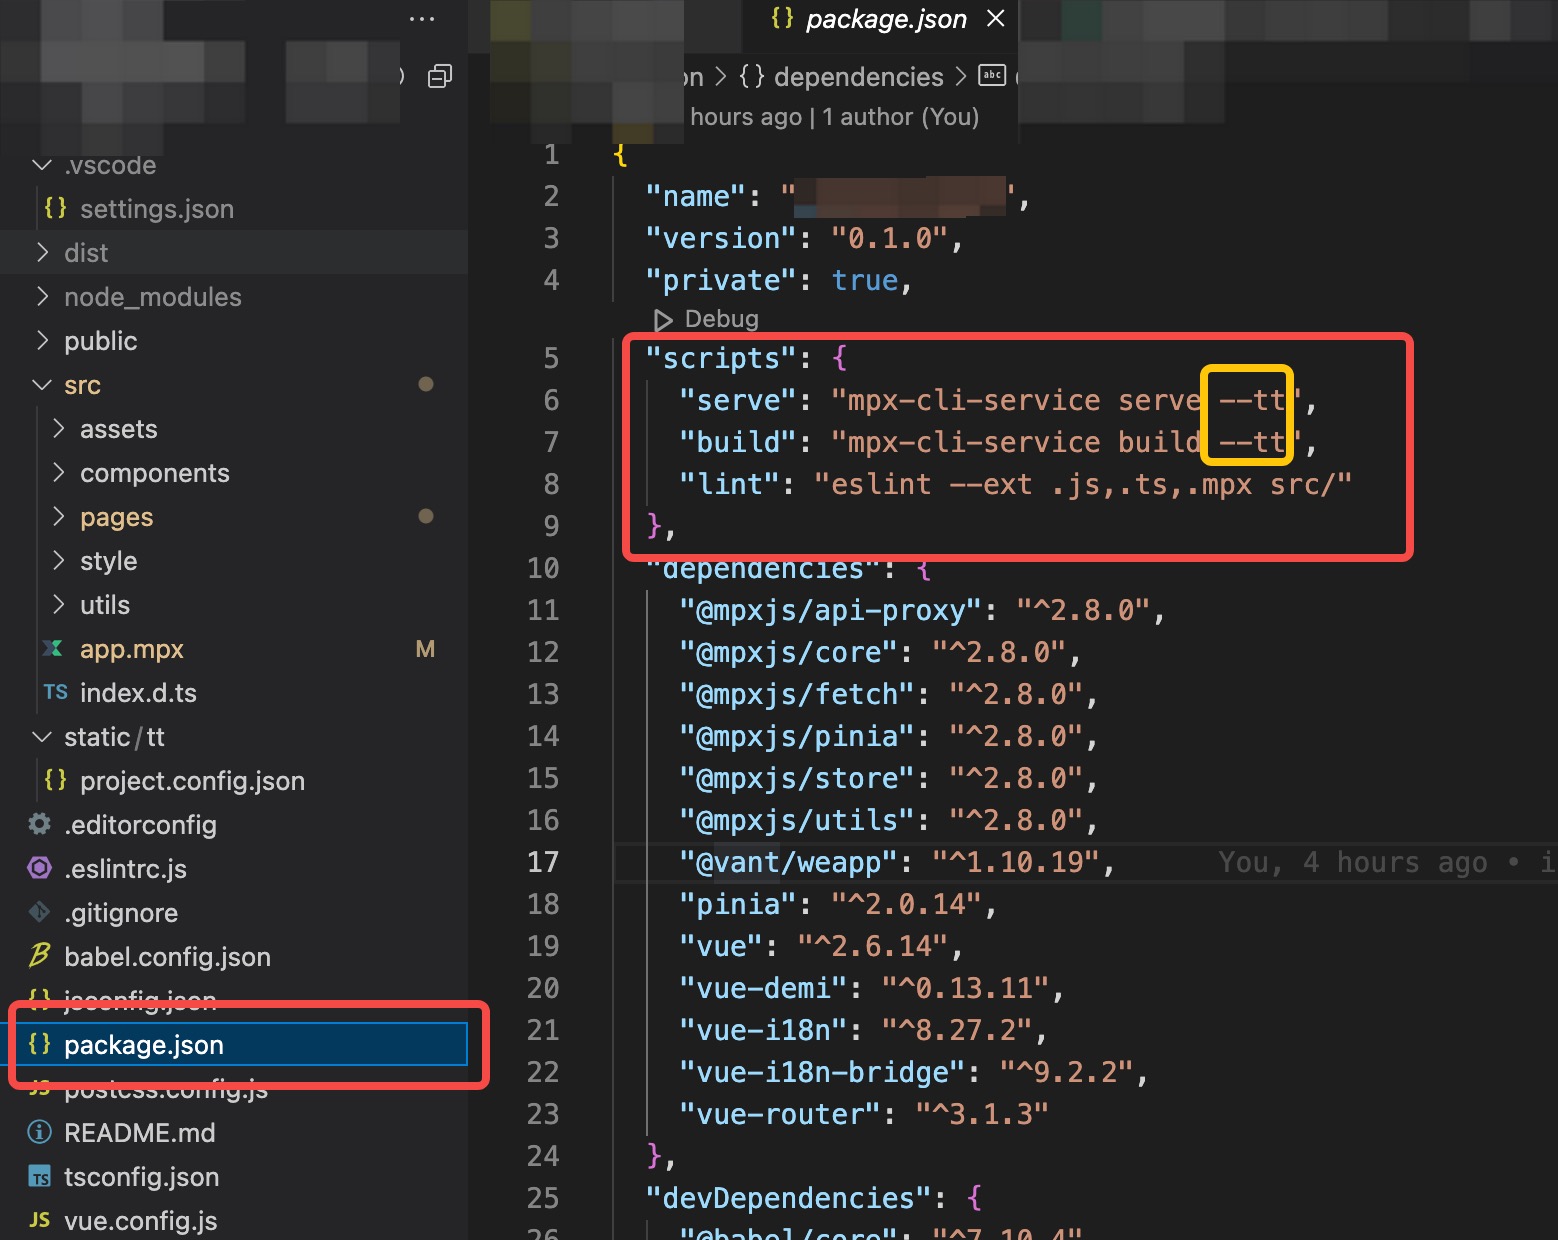 .vscode
settings.json
dist
node_modules
public
src
assets
components
pages
style
utils
app.mpx M
TS index.d.ts
static/tt
project.config.json
.editorconfig
.eslintrc.js
.gitignore
babel.config.json
jsconfig.json
package.json
JS postcss.config.js
README.md
TS tsconfig.json
JS vue.config.js
{} package.json
on > {} dependencies > abc
hours ago | 1 author (You)
1 {
2 "name": "
",
3 "version": "0.1.0",
4 "private": true,
Debug
5 "scripts": {
6 "serve": "mpx-cli-service serve --tt",
7 "build": "mpx-cli-service build --tt",
8 "lint": "eslint --ext .js,.ts,.mpx src/"
9 },
10 "dependencies": {
11 "@mpxjs/api-proxy": "^2.8.0",
12 "@mpxjs/core": "^2.8.0",
13 "@mpxjs/fetch": "^2.8.0",
14 "@mpxjs/pinia": "^2.8.0",
15 "@mpxjs/store": "^2.8.0",
16 "@mpxjs/utils": "^2.8.0",
17 "@vant/weapp": "^1.10.19", You, 4 hours ago • i
18 "pinia": "^2.0.14",
19 "vue": "^2.6.14",
20 "vue-demi": "^0.13.11",
21 "vue-i18n": "^8.27.2",
22 "vue-i18n-bridge": "^9.2.2",
23 "vue-router": "^3.1.3"
24 },
25 "devDependencies": {
26 "@babel/core": "^7.10.4"